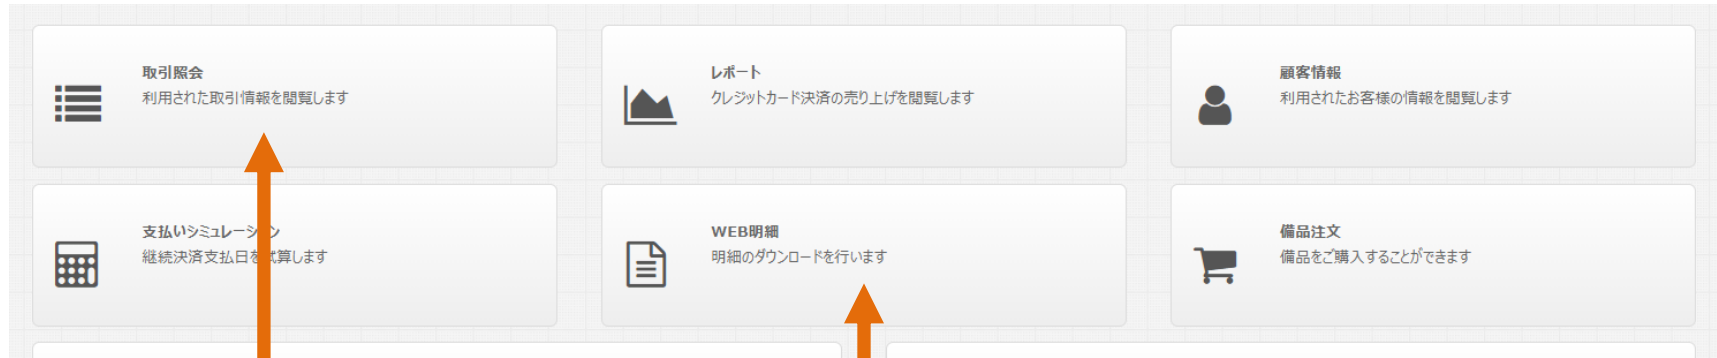 取引照会
利用された取引情報を閲覧します
レポート
クレジットカード決済の売り上げを閲覧します
顧客情報
利用されたお客様の情報を閲覧します
支払いシミュレーション
継続決済支払日を試算します
WEB明細
明細のダウンロードを行います
備品注文
備品をご購入することができます